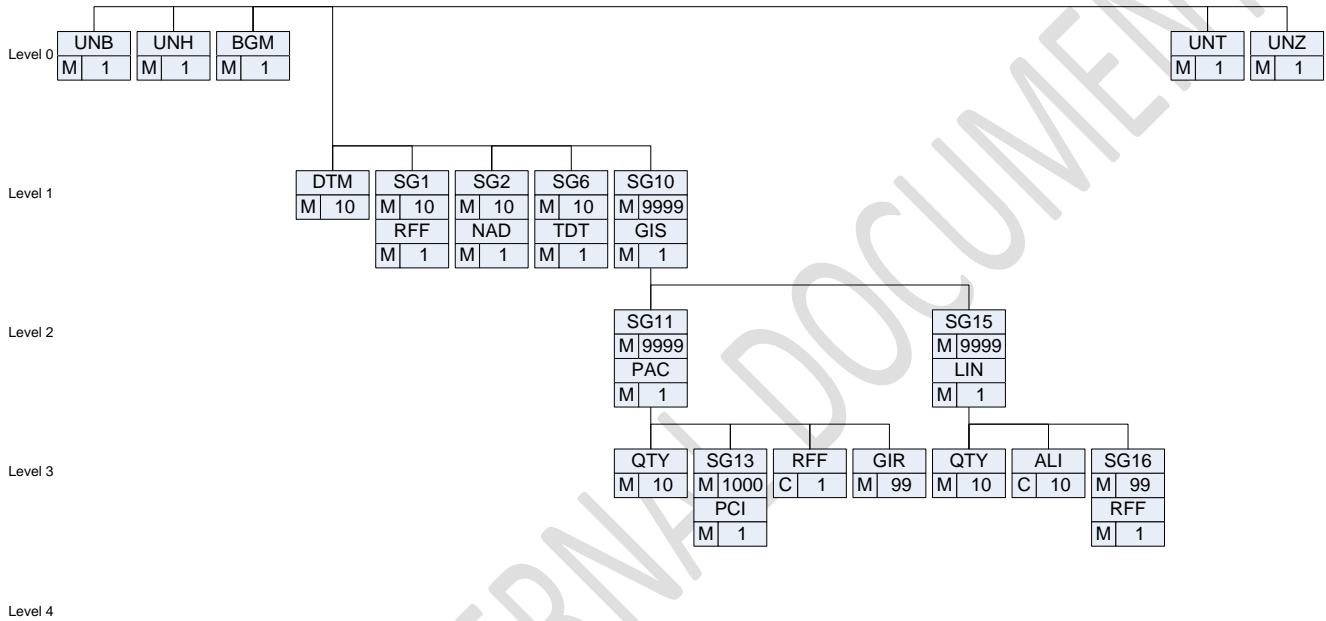 Level 0
UNB UNH BGM UNT UNZ
M 1 M 1 M 1 M 1 M 1
Level 1
DTM SG1 SG2 SG6 SG10
M 10 M 10 M 10 M 10 M 9999
RFF NAD TDT GIS
M 1 M 1 M 1 M 1
Level 2
SG11 SG15
M 9999 M 9999
PAC LIN
M 1 M 1
Level 3
QTY SG13 RFF GIR QTY ALI SG16
M 10 M 1000 C 1 M 99 M 10 C 10 M 99
PCI RFF
M 1 M 1
Level 4